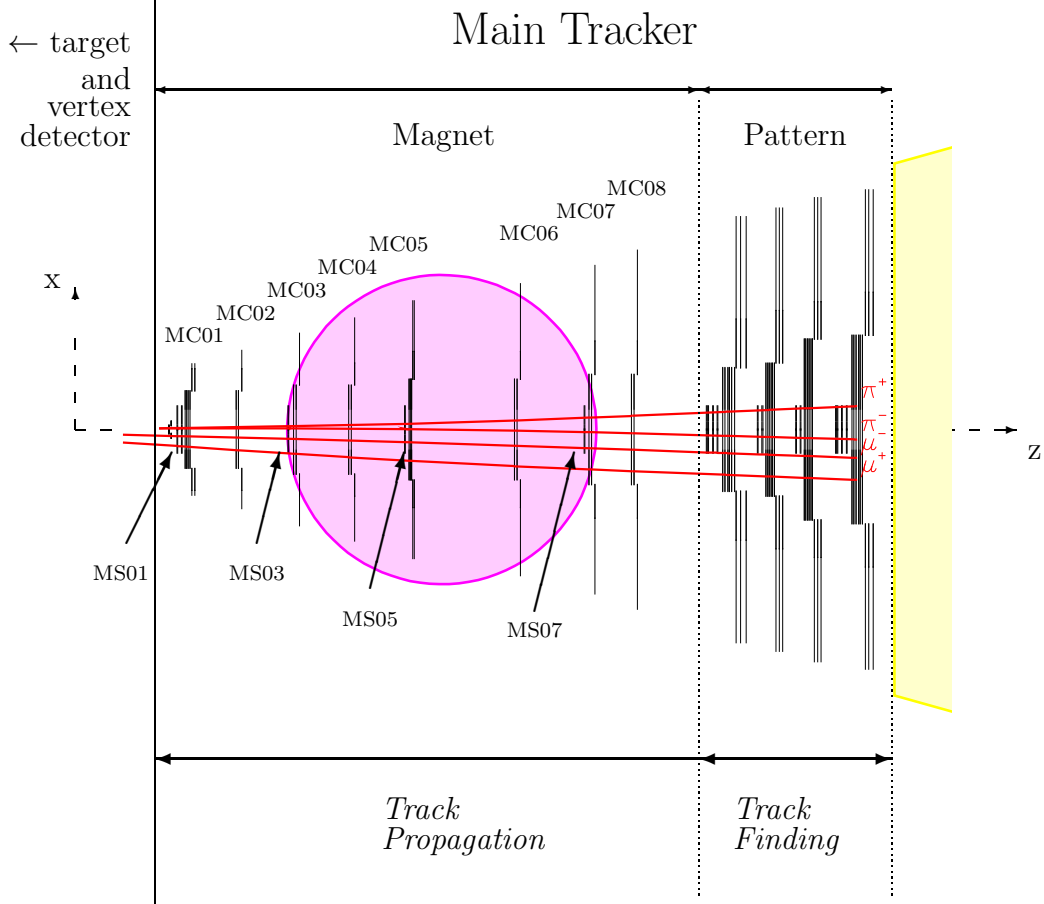 Main Tracker
← target
and
vertex
detector
Magnet
Pattern
MC08
MC07
MC06
MC05
MC04
MC03
MC02
MC01
x
z
π+
π−
μ−
μ+
MS01
MS03
MS05
MS07
Track
Propagation
Track
Finding